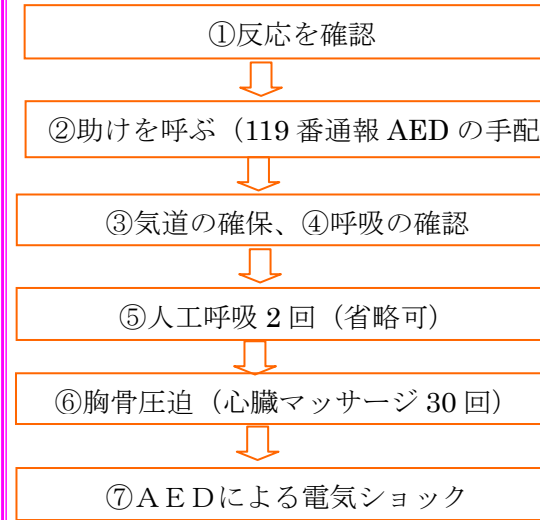 ①反応を確認
②助けを呼ぶ（119番通報 AED の手配
③気道の確保、④呼吸の確認
⑤人工呼吸 2 回（省略可）
⑥胸骨圧迫（心臓マッサージ 30 回）
⑦ＡＥＤによる電気ショック